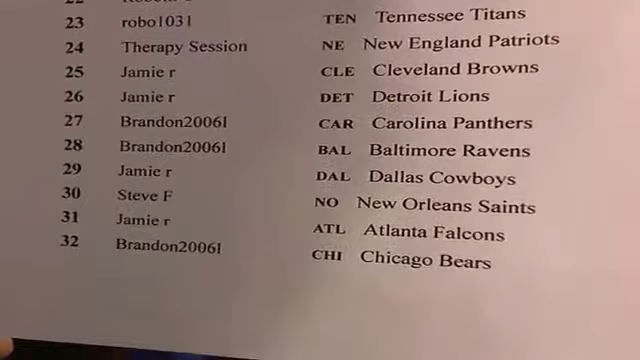 22
23 robo1031 TEN Tennessee Titans
24 Therapy Session NE New England Patriots
25 Jamie r CLE Cleveland Browns
26 Jamie r DET Detroit Lions
27 Brandon2006l CAR Carolina Panthers
28 Brandon2006l BAL Baltimore Ravens
29 Jamie r DAL Dallas Cowboys
30 Steve F NO New Orleans Saints
31 Jamie r ATL Atlanta Falcons
32 Brandon2006l CHI Chicago Bears